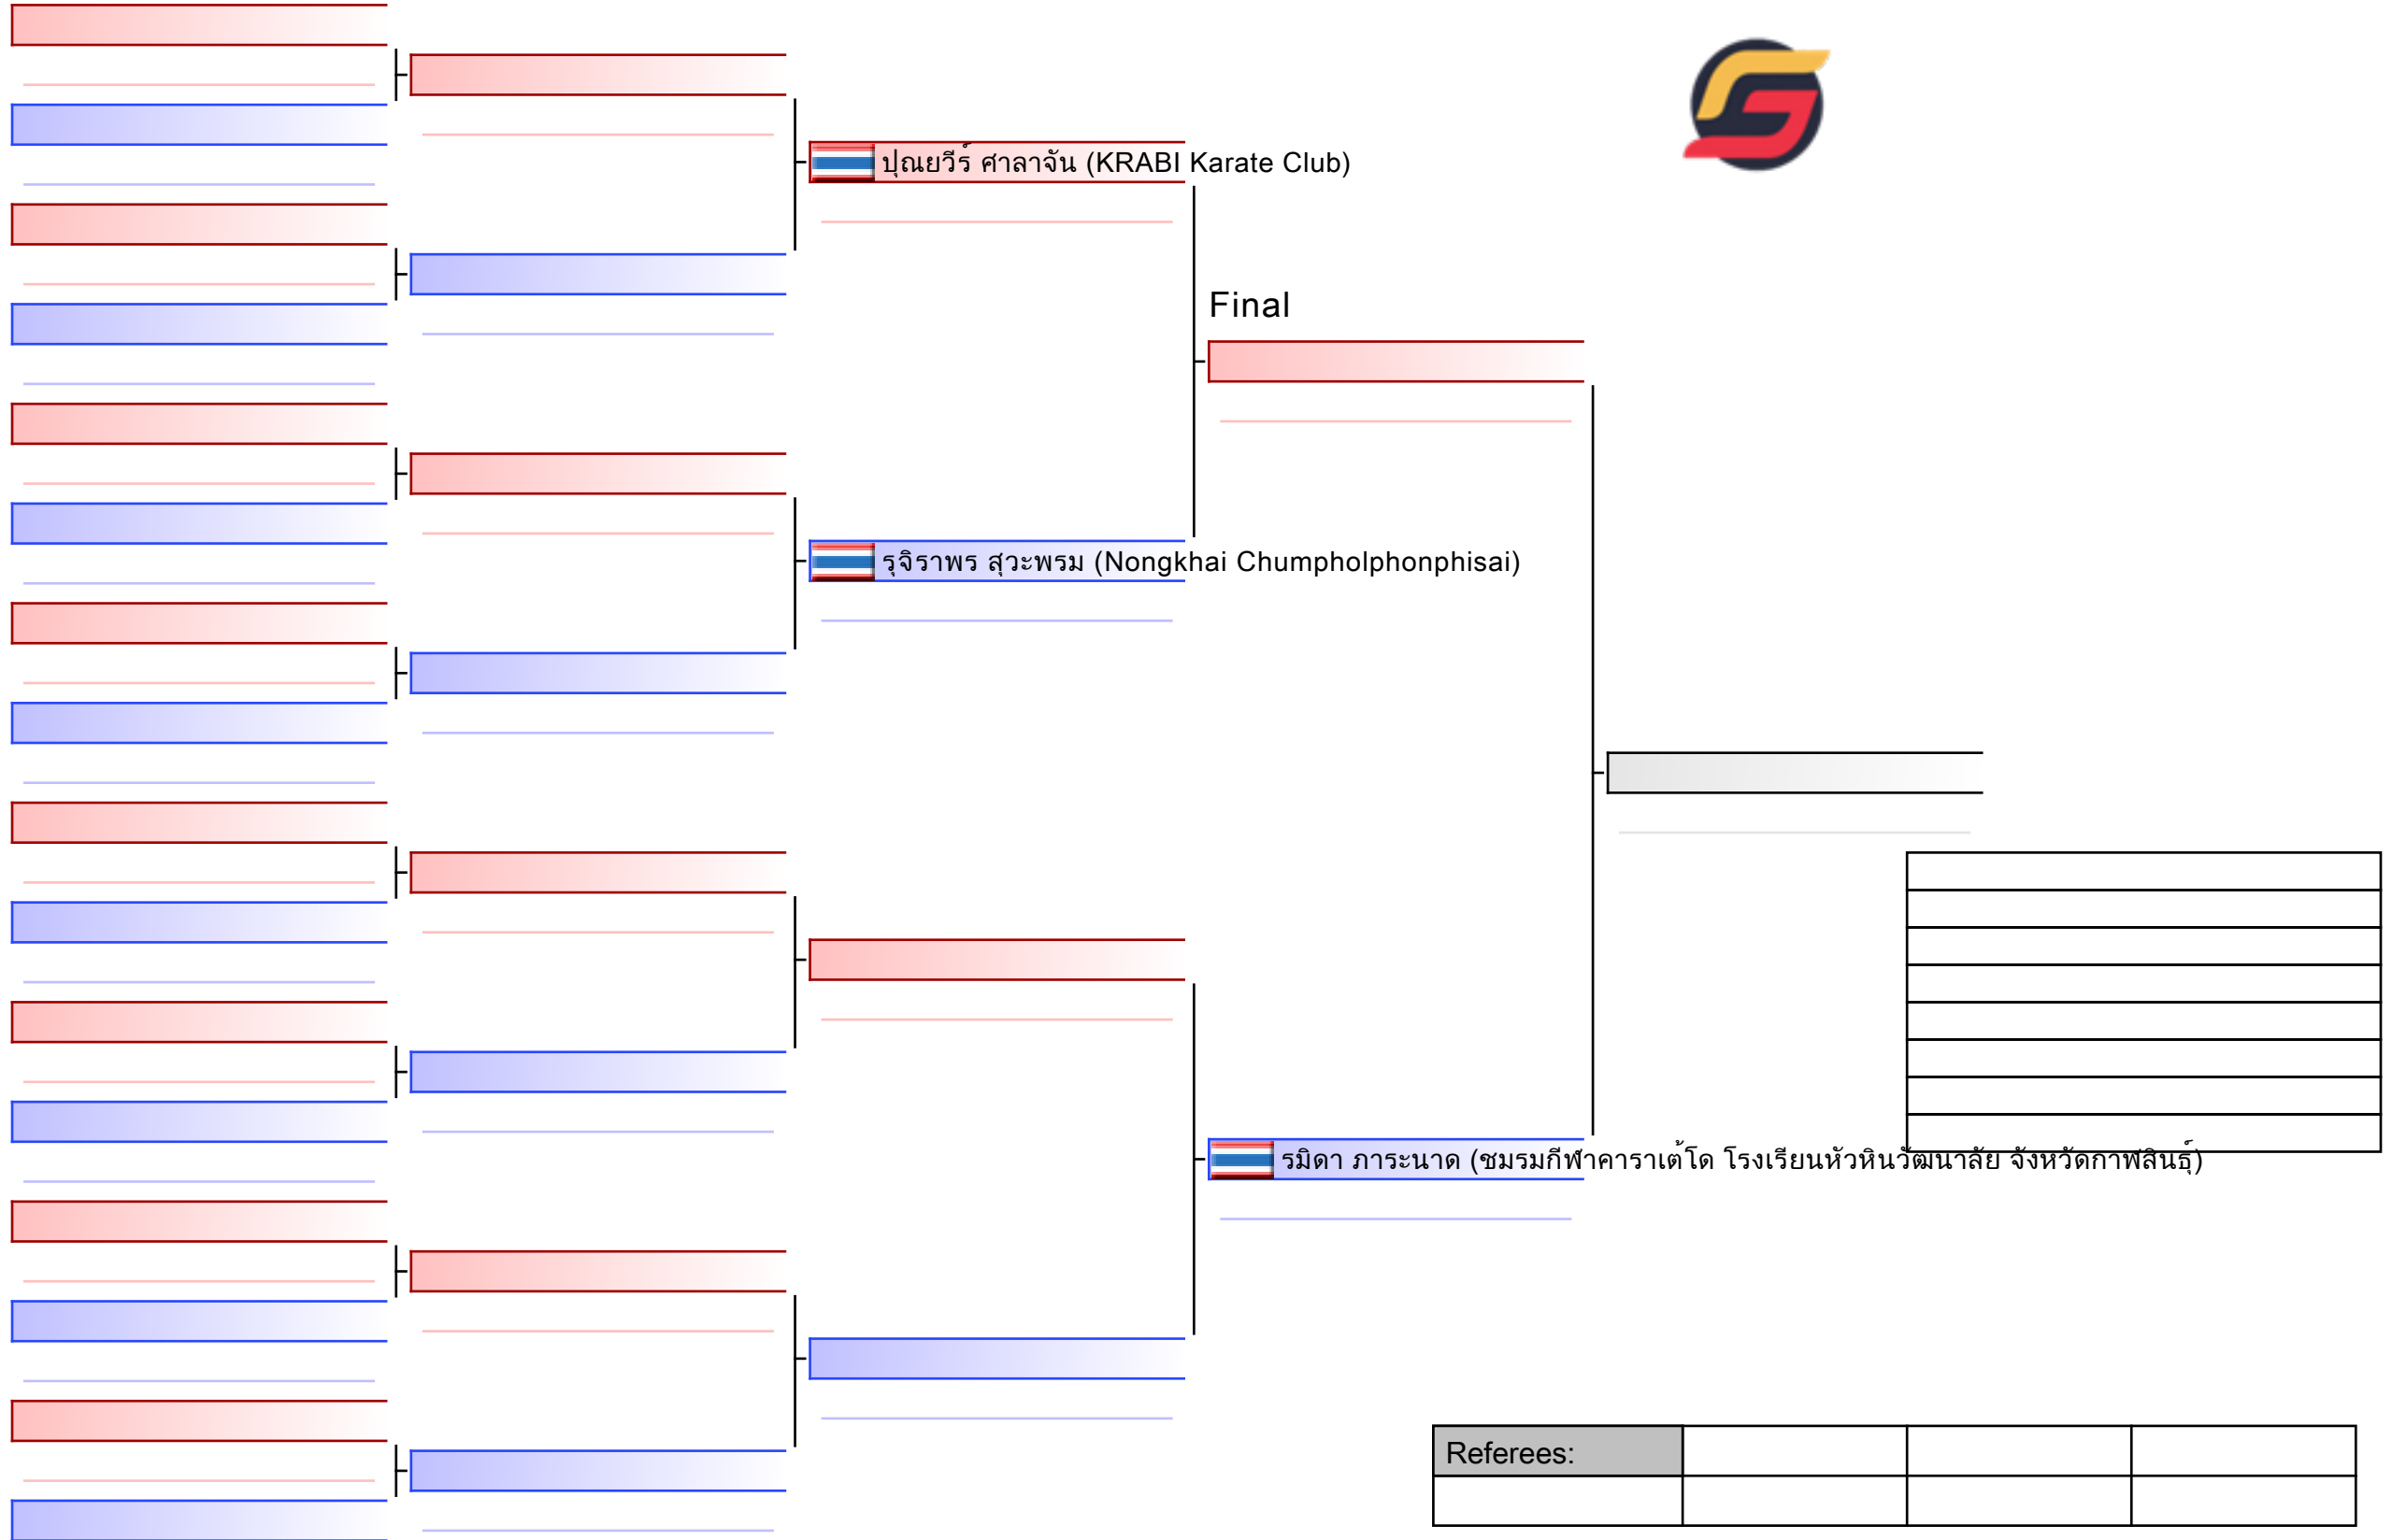 ปุณยวีร์ ศาลาจัน (KRABI Karate Club)
Final
รุจิราพร สุวะพรม (Nongkhai Chumpholphonphisai)
รมิดา ภาระนาด (ชมรมกีฬาคาราเต้โด โรงเรียนหัวหินวัฒนาลัย จังหวัดกาฬสินธุ์)
Referees: